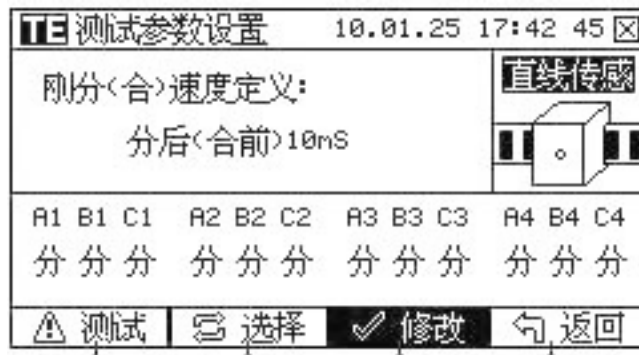 TE 测试参数设置 10.01.25 17:42 45
刚分(合)速度定义:
分后(合前)10mS
直线传感
A1 B1 C1 A2 B2 C2 A3 B3 C3 A4 B4 C4
分 分 分 分 分 分 分 分 分 分 分 分
测试 选择 修改 返回